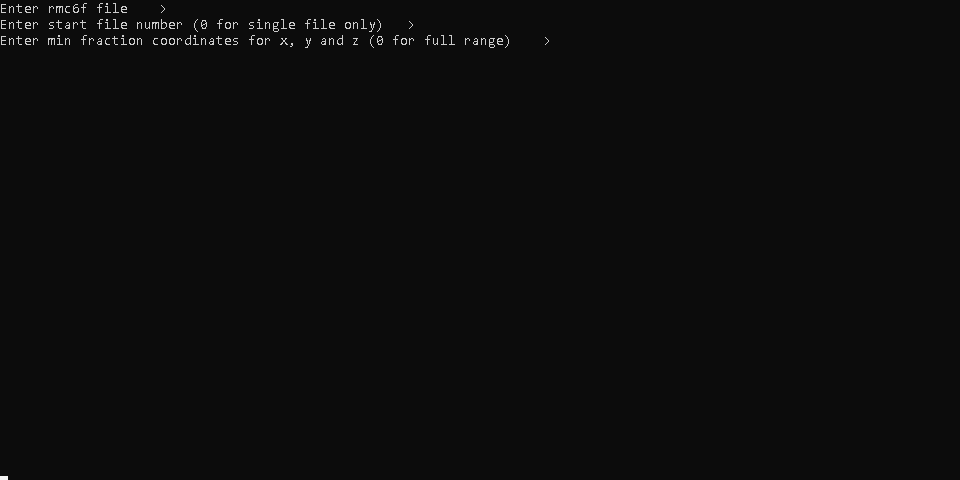 Enter rmc6f file    >
Enter start file number (0 for single file only)   >
Enter min fraction coordinates for x, y and z (0 for full range)    >